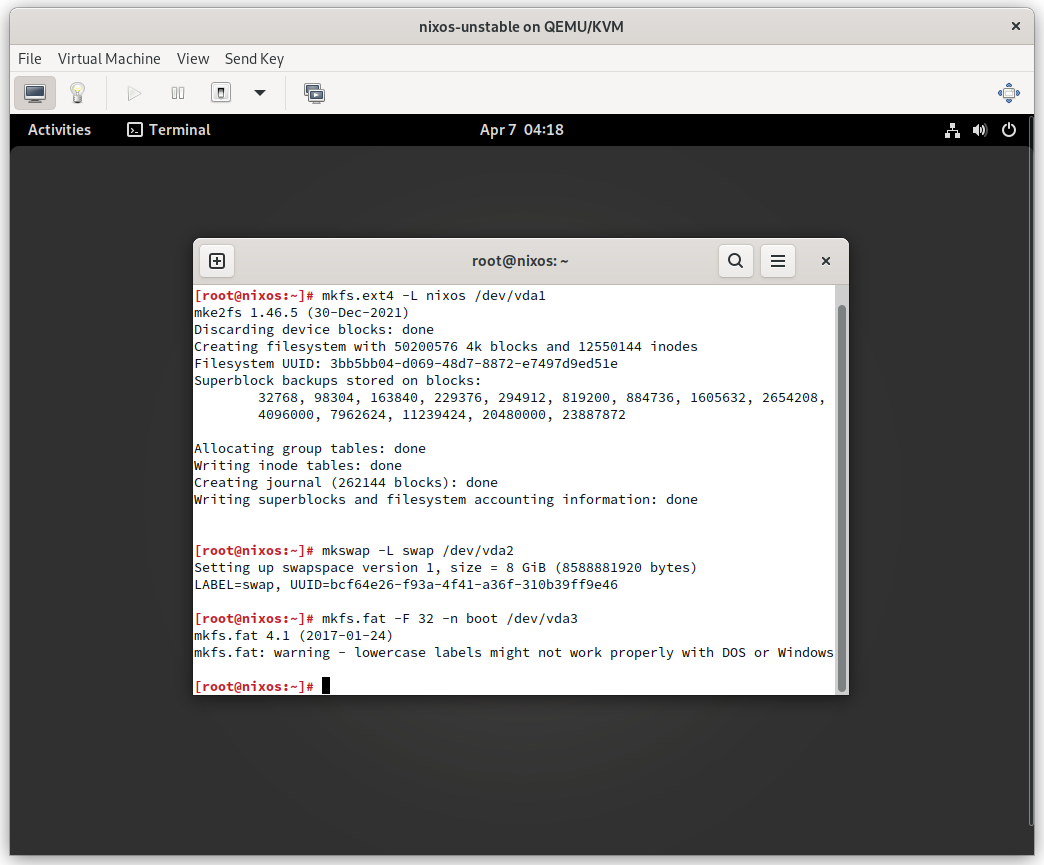 nixos-unstable on QEMU/KVM
File Virtual Machine View Send Key
Activities Terminal Apr 7 04:18
root@nixos: ~
[root@nixos:~]# mkfs.ext4 -L nixos /dev/vda1
mke2fs 1.46.5 (30-Dec-2021)
Discarding device blocks: done
Creating filesystem with 50200576 4k blocks and 12550144 inodes
Filesystem UUID: 3bb5bb04-d069-48d7-8872-e7497d9ed51e
Superblock backups stored on blocks:
32768, 98304, 163840, 229376, 294912, 819200, 884736, 1605632, 2654208,
4096000, 7962624, 11239424, 20480000, 23887872
Allocating group tables: done
Writing inode tables: done
Creating journal (262144 blocks): done
Writing superblocks and filesystem accounting information: done
[root@nixos:~]# mkswap -L swap /dev/vda2
Setting up swapspace version 1, size = 8 GiB (8588881920 bytes)
LABEL=swap, UUID=bcf64e26-f93a-4f41-a36f-310b39ff9e46
[root@nixos:~]# mkfs.fat -F 32 -n boot /dev/vda3
mkfs.fat 4.1 (2017-01-24)
mkfs.fat: warning - lowercase labels might not work properly with DOS or Windows
[root@nixos:~]#